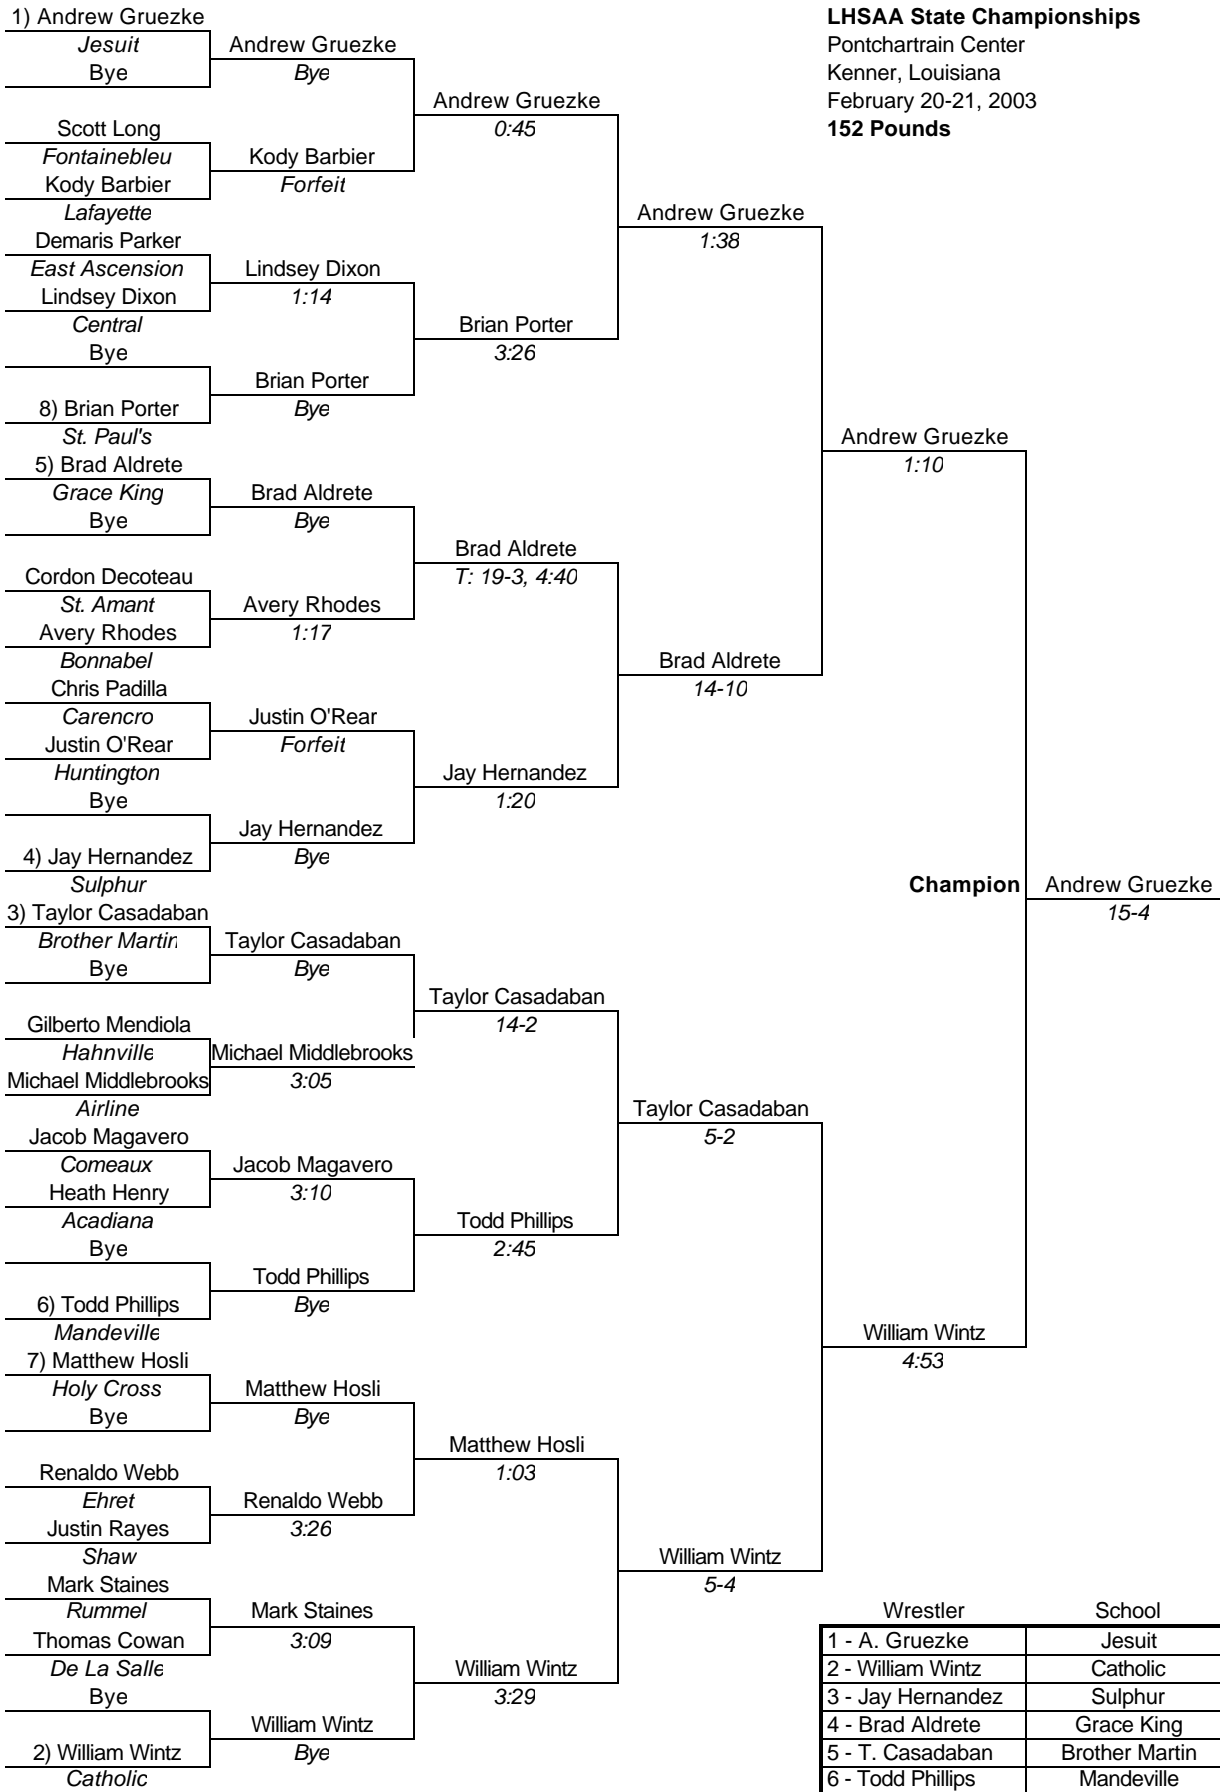 1) Andrew Gruezke
Jesuit
Bye
Scott Long
Fontainebleu
Kody Barbier
Lafayette
Demaris Parker
East Ascension
Lindsey Dixon
Central
Bye
8) Brian Porter
St. Paul's
5) Brad Aldrete
Grace King
Bye
Cordon Decoteau
St. Amant
Avery Rhodes
Bonnabel
Chris Padilla
Carencro
Justin O'Rear
Huntington
Bye
4) Jay Hernandez
Sulphur
3) Taylor Casadaban
Brother Martin
Bye
Gilberto Mendiola
Hahnville
Michael Middlebrooks
Airline
Jacob Magavero
Comeaux
Heath Henry
Acadiana
Bye
6) Todd Phillips
Mandeville
7) Matthew Hosli
Holy Cross
Bye
Renaldo Webb
Ehret
Justin Rayes
Shaw
Mark Staines
Rummel
Thomas Cowan
De La Salle
Bye
2) William Wintz
Catholic
Andrew Gruezke
Bye
Kody Barbier
Forfeit
Lindsey Dixon
1:14
Brian Porter
Bye
Brad Aldrete
Bye
Avery Rhodes
1:17
Justin O'Rear
Forfeit
Jay Hernandez
Bye
Taylor Casadaban
Bye
Michael Middlebrooks
3:05
Jacob Magavero
3:10
Todd Phillips
Bye
Matthew Hosli
Bye
Renaldo Webb
3:26
Mark Staines
3:09
William Wintz
Bye
Andrew Gruezke
0:45
Brian Porter
3:26
Brad Aldrete
T: 19-3, 4:40
Jay Hernandez
1:20
Taylor Casadaban
14-2
Todd Phillips
2:45
Matthew Hosli
1:03
William Wintz
3:29
Andrew Gruezke
1:38
Brad Aldrete
14-10
Taylor Casadaban
5-2
William Wintz
5-4
LHSAA State Championships
Pontchartrain Center
Kenner, Louisiana
February 20-21, 2003
152 Pounds
Andrew Gruezke
1:10
William Wintz
4:53
Champion
Andrew Gruezke
15-4
Wrestler School
1 - A. Gruezke Jesuit
2 - William Wintz Catholic
3 - Jay Hernandez Sulphur
4 - Brad Aldrete Grace King
5 - T. Casadaban Brother Martin
6 - Todd Phillips Mandeville